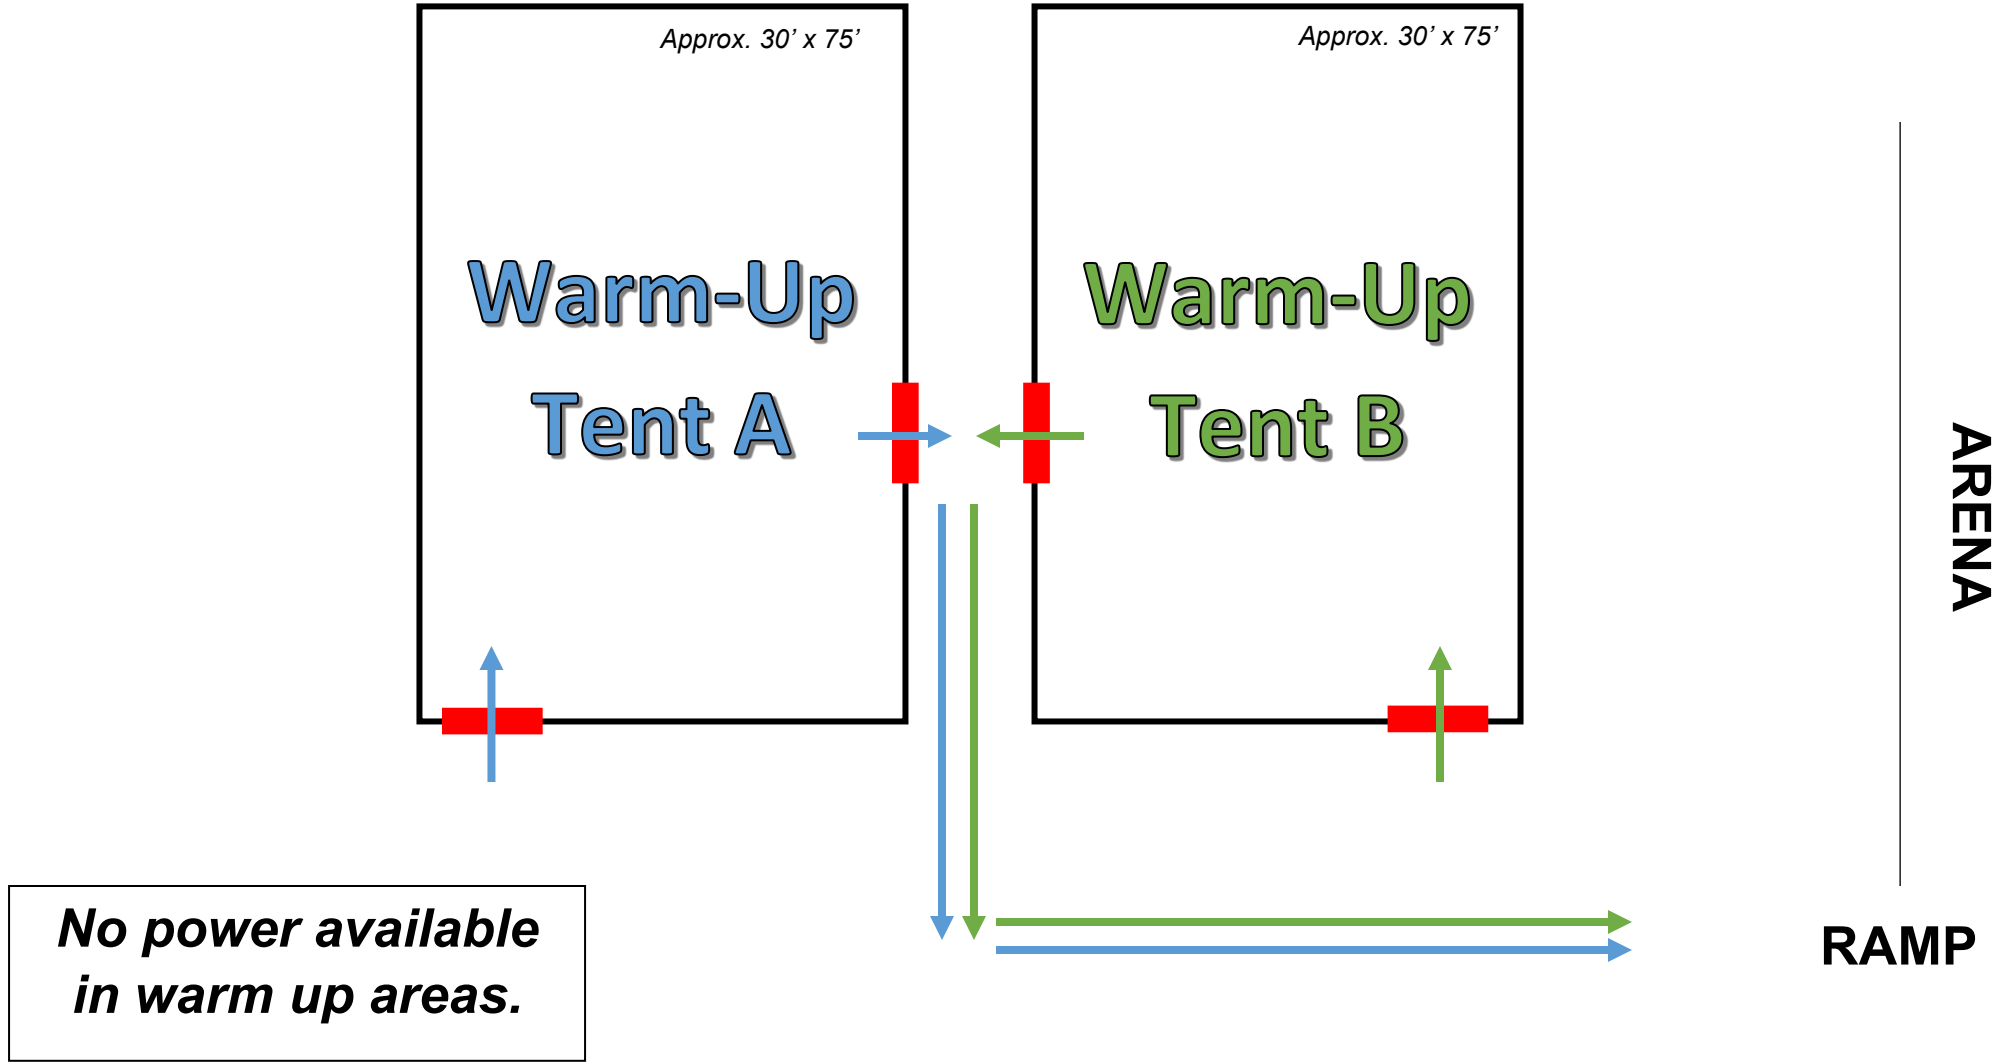 Approx. 30’ x 75’
Approx. 30’ x 75’
Warm-Up
Tent A
Warm-Up
Tent B
ARENA
No power available
in warm up areas.
RAMP